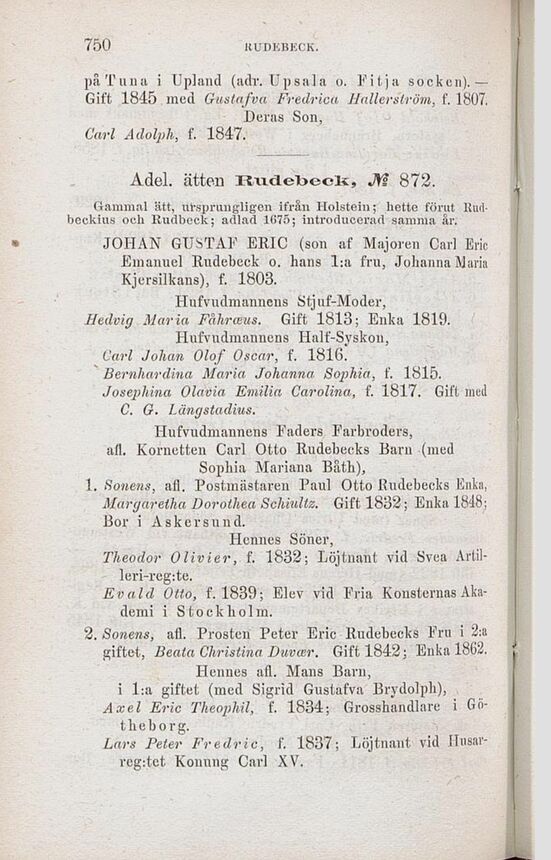 750 RUDEBECK.
på Tuna i Upland (adr. Upsala o. Fitja socken). —
Gift 1845 med Gustafva Fredrica Hallerström, f. 1807.
Deras Son,
Carl Adolph, f. 1847.
Adel. ätten Rudebeck, № 872.
Gammal ätt, ursprungligen ifrån Holstein; hette förut Rud-
beckius och Rudbeck; adlad 1675; introducerad samma år.
JOHAN GUSTAF ERIC (son af Majoren Carl Eric
Emanuel Rudebeck o. hans 1:a fru, Johanna Maria
Kjersilkans), f. 1803.
Hufvudmannens Stjuf-Moder,
Hedvig Maria Fåhræus. Gift 1813; Enka 1819.
Hufvudmannens Half-Syskon,
Carl Johan Olof Oscar, f. 1816.
Bernhardina Maria Johanna Sophia, f. 1815.
Josephina Olavia Emilia Carolina, f. 1817. Gift med
C. G. Längstadius.
Hufvudmannens Faders Farbroders,
afl. Kornetten Carl Otto Rudebecks Barn (med
Sophia Mariana Bååth),
1. Sonens, afl. Postmästaren Paul Otto Rudebecks Enka,
Margaretha Dorothea Schiultz. Gift 1832; Enka 1848;
Bor i Askersund.
Hennes Söner,
Theodor Olivier, f. 1832; Löjtnant vid Svea Artil-
leri-reg:te.
Evald Otto, f. 1839; Elev vid Fria Konsternas Aka-
demi i Stockholm.
2. Sonens, afl. Prosten Peter Eric Rudebecks Fru i 2:a
giftet, Beata Christina Duvær. Gift 1842; Enka 1862.
Hennes afl. Mans Barn,
i 1:a giftet (med Sigrid Gustafva Brydolph),
Axel Eric Theophil, f. 1834; Grosshandlare i Gö-
theborg.
Lars Peter Fredric, f. 1837; Löjtnant vid Husar-
reg:tet Konung Carl XV.